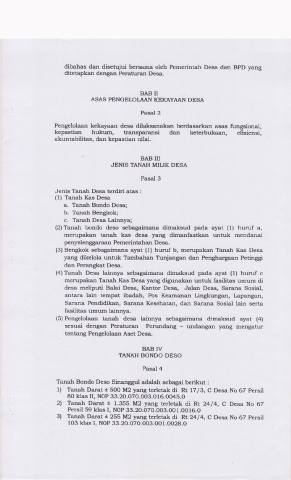 dibahas dan disetujui bersama oleh Pemerintah Desa dan BPD yang
ditetapkan dengan Peraturan Desa.
BAB II
ASAS PENGELOLAAN KEKAYAAN DESA
Pasal 2
Pengelolaan kekayaan desa dilaksanakan berdasarkan asas fungsional,
kepastian hukum, transparansi dan keterbukaan, efisiensi,
akuntabilitas, dan kepastian nilai.
BAB III
JENIS TANAH MILIK DESA
Pasal 3
Jenis Tanah Desa terdiri atas :
(1) Tanah Kas Desa
a. Tanah Bondo Desa;
b. Tanah Bengkok;
c. Tanah Desa Lainnya;
(2) Tanah bondo deso sebagaimana dimaksud pada ayat (1) huruf a,
merupakan tanah kas desa yang dimanfaatkan untuk mendanai
penyelenggaraan Pemerintahan Desa.
(3) Bengkok sebagaimana ayat (1) huruf b, merupakan Tanah Kas Desa
yang dikelola untuk Tambahan Tunjangan dan Penghargaan Petinggi
dan Perangkat Desa.
(4) Tanah Desa lainnya sebagaimana dimaksud pada ayat (1) huruf c
merupakan Tanah Kas Desa yang digunakan untuk fasilitas umum di
desa meliputi Balai Desa, Kantor Desa, Jalan Desa, Sarana Sosial,
antara lain tempat ibadah, Pos Keamanan Lingkungan, Lapangan,
Sarana Pendidikan, Sarana Kesehatan, dan Sarana Sosial lain serta
fasilitas umum lainnya.
(5) Pengelolaan tanah desa lainnya sebagaimana dimaksud ayat (4)
sesuai dengan Peraturan Perundang – undangan yang mengatur
tentang Pengelolaan Aset Desa.
BAB IV
TANAH BONDO DESO
Pasal 4
Tanah Bondo Deso Sinanggul adalah sebagai berikut :
1) Tanah Darat ± 500 M2 yang terletak di Rt 17/3, C Desa No 67 Persil
80 klas II, NOP 33.20.070.003.016.0045.0
2) Tanah Darat ± 1.355 M2 yang terletak di Rt 24/4, C Desa No 67
Persil 59 klas I, NOP 33.20.070.003.001.0016.0
3) Tanah Darat ± 255 M2 yang terletak di Rt 24/4, C Desa No 67 Persil
103 klas I, NOP 33.20.070.003.001.0028.0